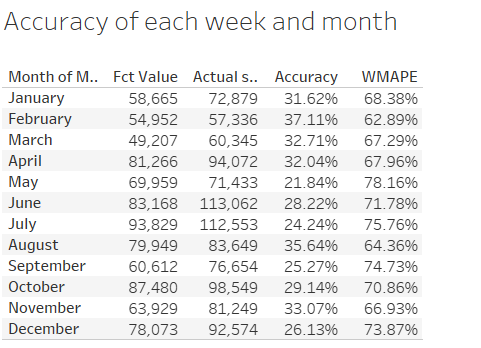 Accuracy of each week and month
Month of M.. Fct Value Actual s.. Accuracy WMAPE
January 58,665 72,879 31.62% 68.38%
February 54,952 57,336 37.11% 62.89%
March 49,207 60,345 32.71% 67.29%
April 81,266 94,072 32.04% 67.96%
May 69,959 71,433 21.84% 78.16%
June 83,168 113,062 28.22% 71.78%
July 93,829 112,553 24.24% 75.76%
August 79,949 83,649 35.64% 64.36%
September 60,612 76,654 25.27% 74.73%
October 87,480 98,549 29.14% 70.86%
November 63,929 81,249 33.07% 66.93%
December 78,073 92,574 26.13% 73.87%